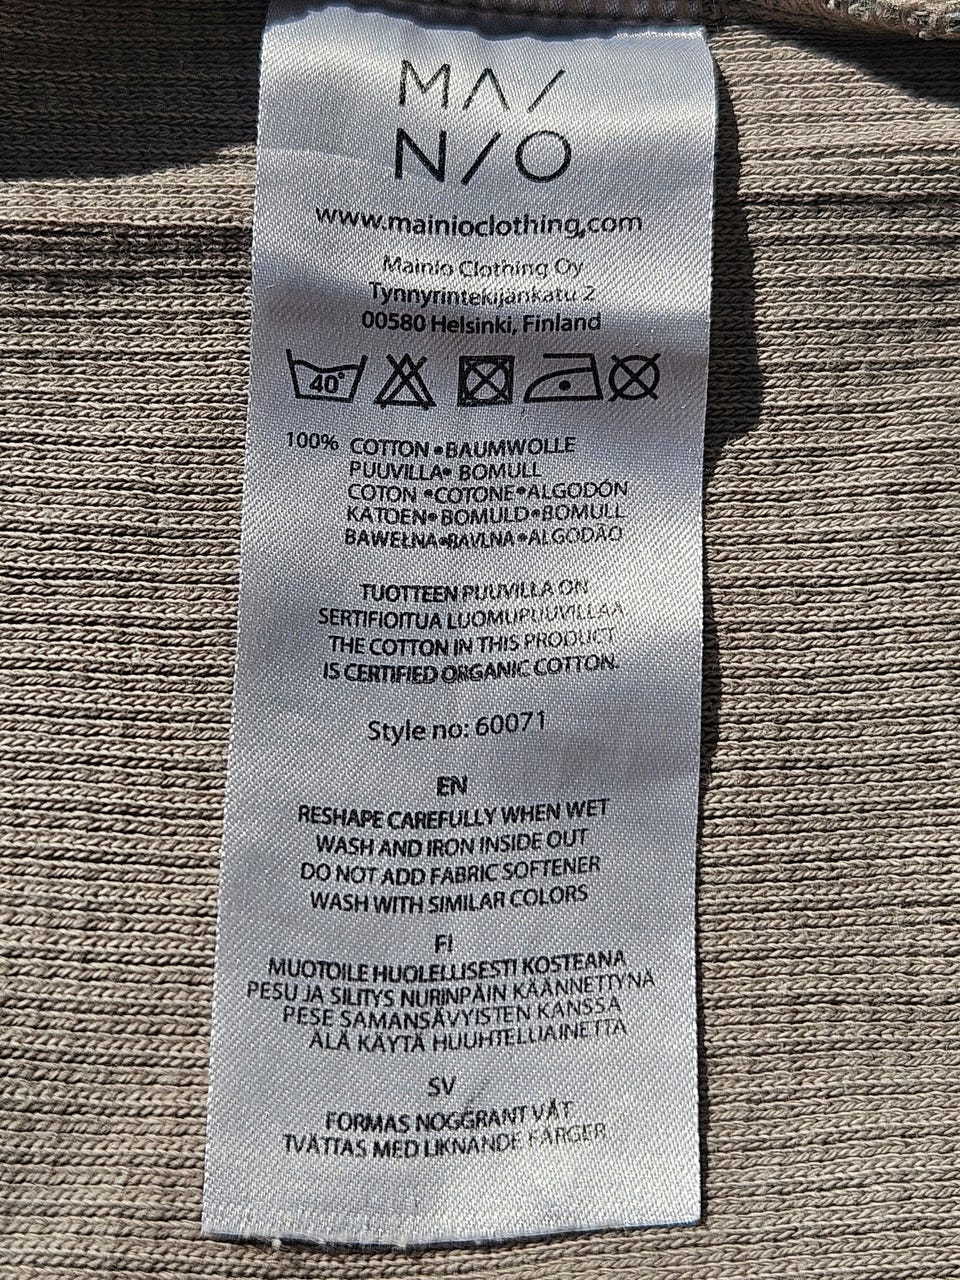 MAINIO
www.mainioclothing.com
Mainio Clothing Oy
Tynnyrintekijänkatu 2
00580 Helsinki, Finland
40°
100% COTTON • BAUMWOLLE
PUUVILLA • BOMULL
COTON • COTONE • ALGODÓN
KATOEN • BOMULD • BOMULL
BAWEŁNA • BAVLNA • ALGODÃO
TUOTTEEN PUUVILLA ON
SERTIFIOITUA LUOMUPUUVILLAA
THE COTTON IN THIS PRODUCT
IS CERTIFIED ORGANIC COTTON.
Style no: 60071
EN
RESHAPE CAREFULLY WHEN WET
WASH AND IRON INSIDE OUT
DO NOT ADD FABRIC SOFTENER
WASH WITH SIMILAR COLORS
FI
MUOTOILE HUOLELLISESTI KOSTEANA
PESU JA SILITYS NURINPÄIN KÄÄNNETTYNÄ
PESE SAMANSÄVYISTEN KANSSA
ÄLÄ KÄYTÄ HUUHTELUAINETTA
SV
FORMAS NOGGRANT VÅT
TVÄTTAS MED LIKNANDE FÄRGER